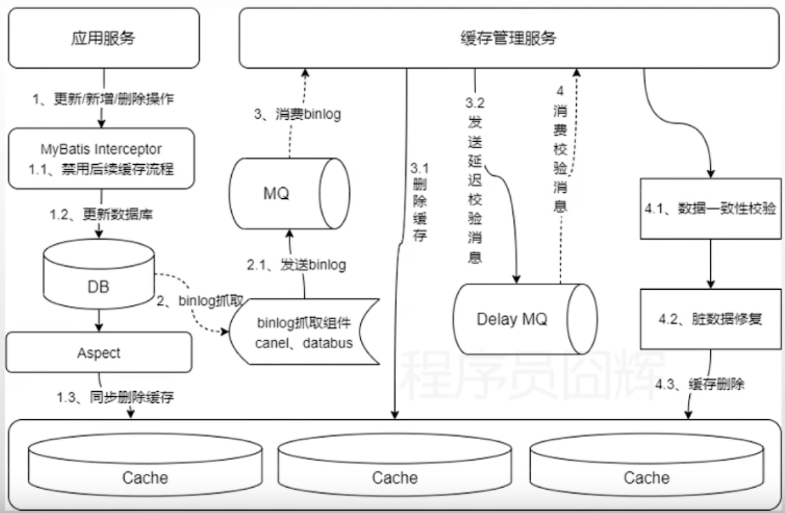 应用服务
缓存管理服务
1、更新/新增/删除操作
MyBatis Interceptor
1.1、禁用后续缓存流程
1.2、更新数据库
DB
2、binlog抓取
Aspect
1.3、同步删除缓存
3、消费binlog
MQ
2.1、发送binlog
binlog抓取组件
canel、databus
3.1
删除缓存
3.2
发送延迟校验消息
4
消费校验消息
Delay MQ
4.1、数据一致性校验
4.2、脏数据修复
4.3、缓存删除
程序员囧辉
Cache
Cache
Cache